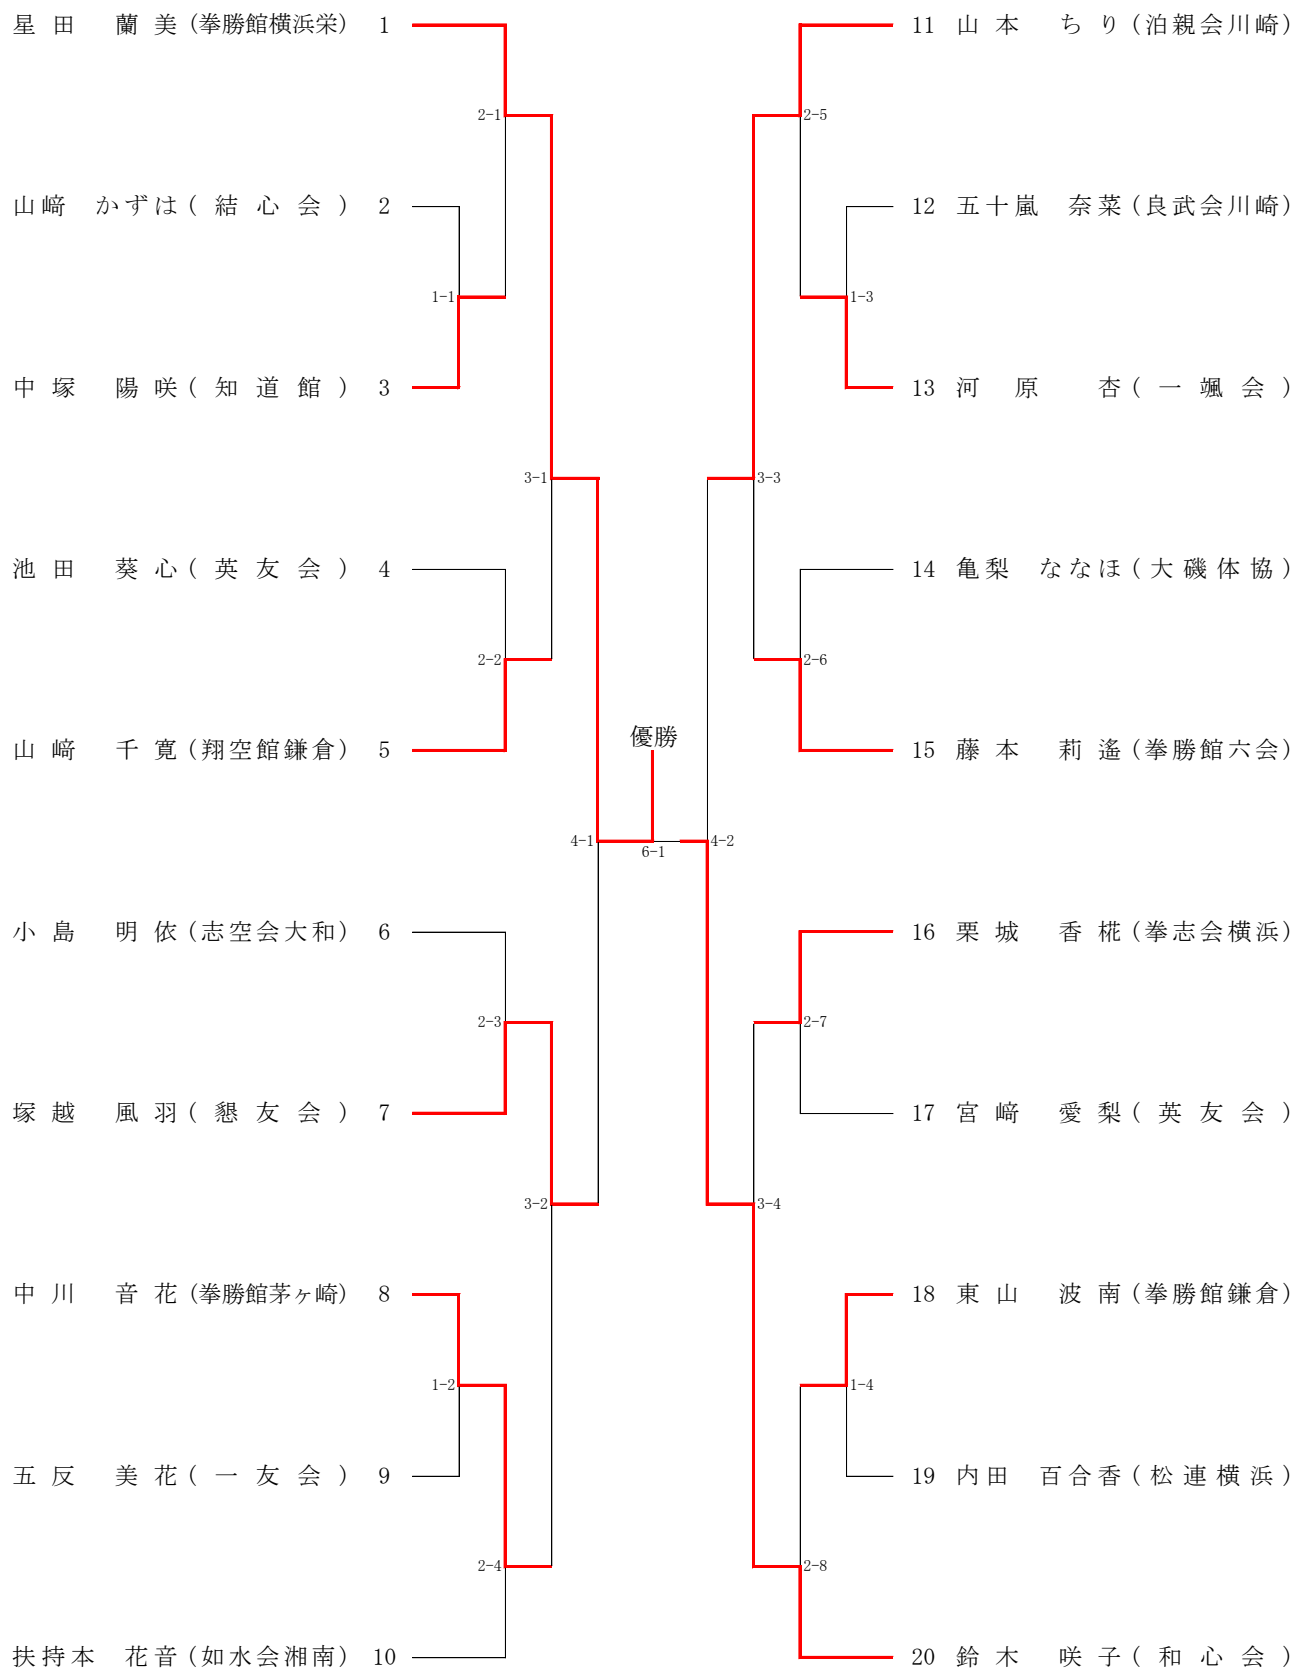 星田 蘭美 (拳勝館横浜栄) 1
11 山本 ちり (泊親会川崎)
2-1
2-5
山﨑 かずは (結心会) 2
12 五十嵐 奈菜 (良武会川崎)
1-1
1-3
中塚 陽咲 (知道館) 3
13 河原 杏 (一颯会)
3-1
3-3
池田 葵心 (英友会) 4
14 亀梨 ななほ (大磯体協)
2-2
2-6
山﨑 千寛 (翔空館鎌倉) 5
優勝
15 藤本 莉遙 (拳勝館六会)
4-1
6-1
4-2
小島 明依 (志空会大和) 6
16 栗城 香椛 (拳志会横浜)
2-3
2-7
塚越 風羽 (懇友会) 7
17 宮﨑 愛梨 (英友会)
3-2
3-4
中川 音花 (拳勝館茅ヶ崎) 8
18 東山 波南 (拳勝館鎌倉)
1-2
1-4
五反 美花 (一友会) 9
19 内田 百合香 (松連横浜)
2-4
2-8
扶持本 花音 (如水会湘南) 10
20 鈴木 咲子 (和心会)